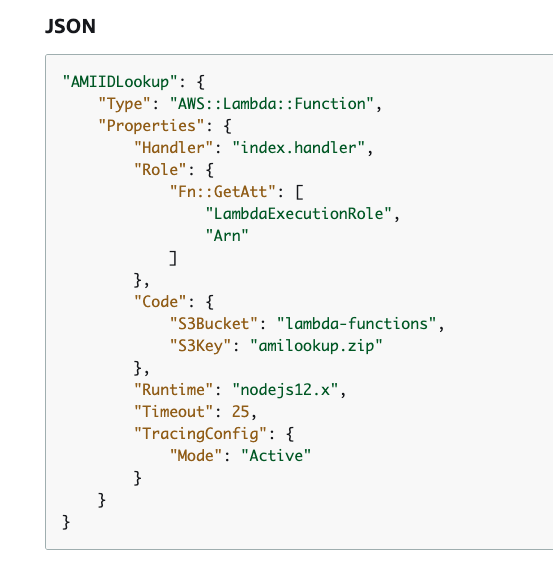 JSON
"AMIIDLookup": {
    "Type": "AWS::Lambda::Function",
    "Properties": {
        "Handler": "index.handler",
        "Role": {
            "Fn::GetAtt": [
                "LambdaExecutionRole",
                "Arn"
            ]
        },
        "Code": {
            "S3Bucket": "lambda-functions",
            "S3Key": "amilookup.zip"
        },
        "Runtime": "nodejs12.x",
        "Timeout": 25,
        "TracingConfig": {
            "Mode": "Active"
        }
    }
}